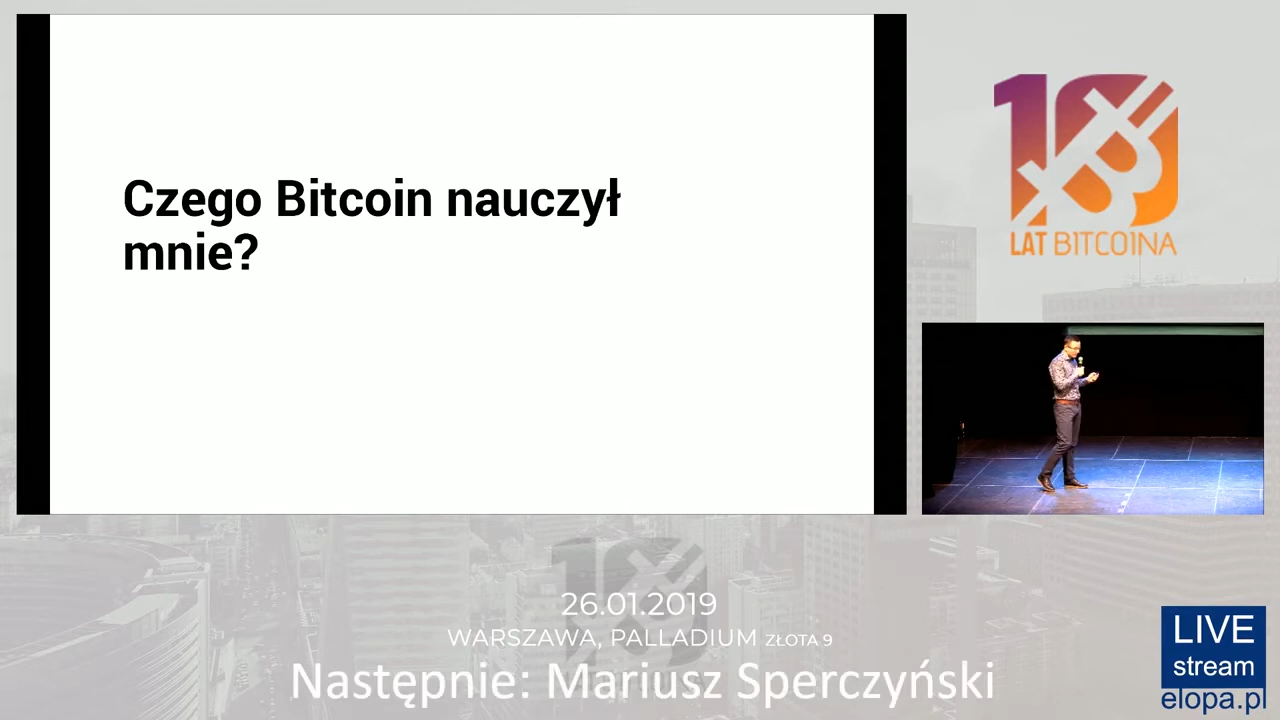 Czego Bitcoin nauczył
mnie?
10
LAT BITCOINA
26.01.2019
WARSZAWA, PALLADIUM ZŁOTA 9
Następnie: Mariusz Sperczyński
LIVE
stream
elopa.pl